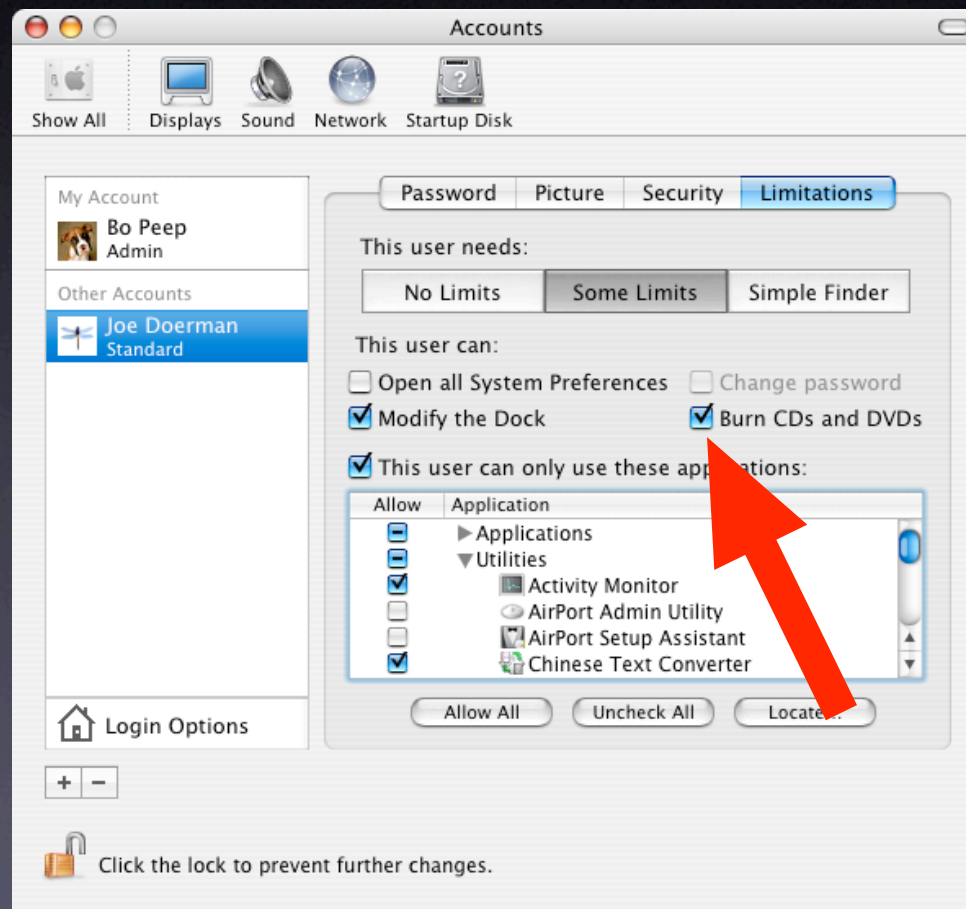 Accounts
Show All Displays Sound Network Startup Disk
My Account
Bo Peep
Admin
Other Accounts
Joe Doerman
Standard
Login Options
Password Picture Security Limitations
This user needs:
No Limits Some Limits Simple Finder
This user can:
Open all System Preferences Change password
Modify the Dock Burn CDs and DVDs
This user can only use these applications:
Allow Application
Applications
Utilities
Activity Monitor
AirPort Admin Utility
AirPort Setup Assistant
Chinese Text Converter
Allow All Uncheck All Locate...
+ −
Click the lock to prevent further changes.